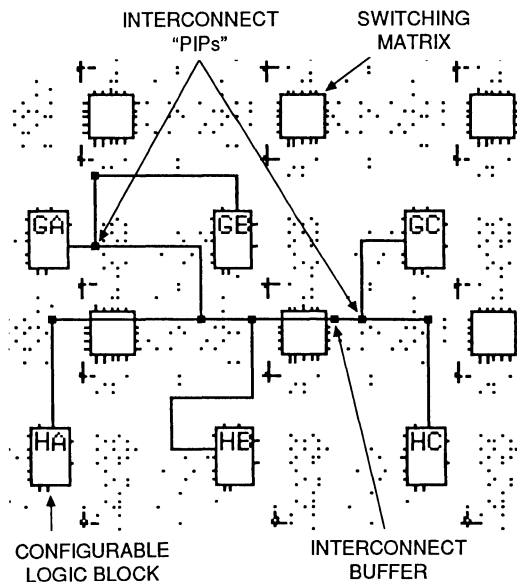 INTERCONNECT
“PIPs”
SWITCHING
MATRIX
GA
GB
GC
HA
HB
HC
CONFIGURABLE
LOGIC BLOCK
INTERCONNECT
BUFFER